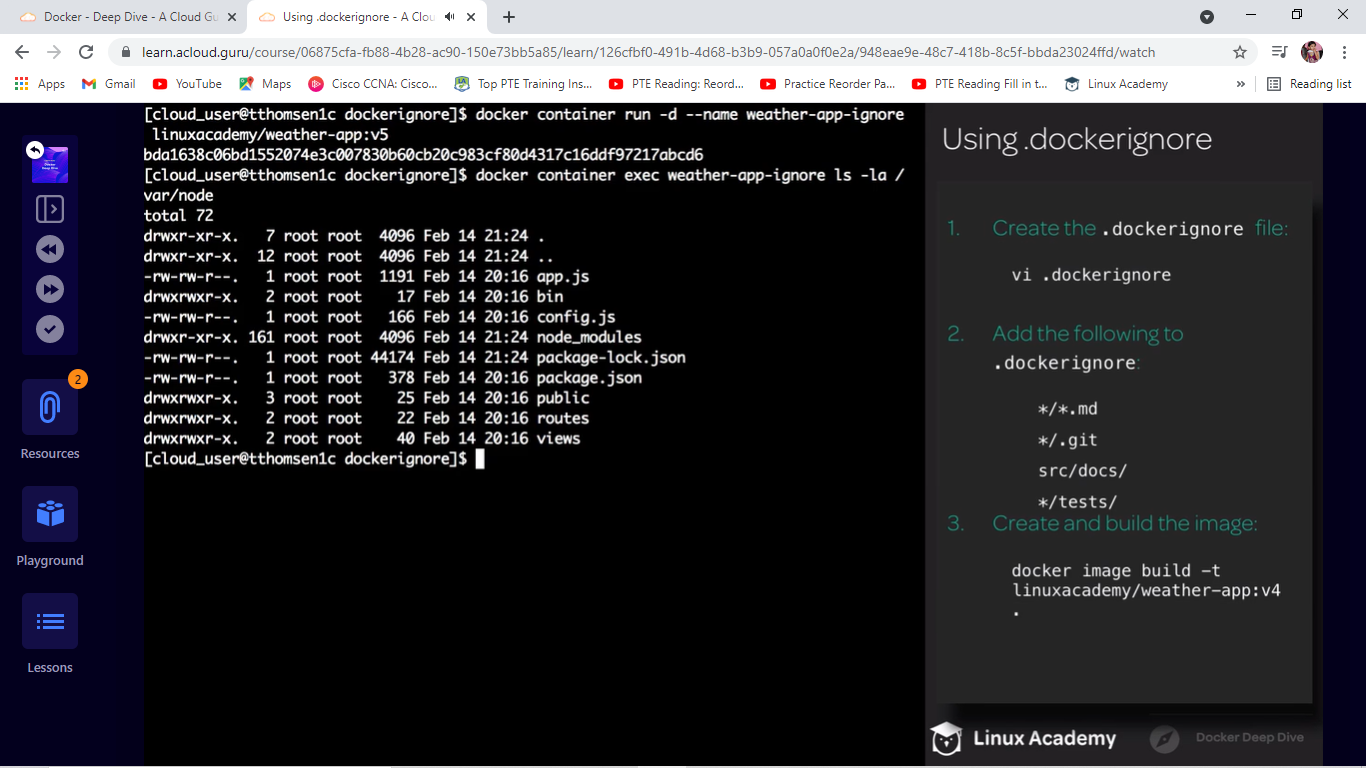 Docker - Deep Dive - A Cloud Gu
Using .dockerignore - A Clou
learn.acloud.guru/course/06875cfa-fb88-4b28-ac90-150e73bb5a85/learn/126cfbf0-491b-4d68-b3b9-057a0a0f0e2a/948eae9e-48c7-418b-8c5f-bbda23024ffd/watch
Apps
Gmail
YouTube
Maps
Cisco CCNA: Cisco...
Top PTE Training Ins...
PTE Reading: Reord...
Practice Reorder Pa...
PTE Reading Fill in t...
Linux Academy
»
Reading list
2
Resources
Playground
Lessons
[cloud_user@tthomsen1c dockerignore]$ docker container run -d --name weather-app-ignore
linuxacademy/weather-app:v5
bda1638c06bd1552074e3c007830b60cb20c983cf80d4317c16ddf97217abcd6
[cloud_user@tthomsen1c dockerignore]$ docker container exec weather-app-ignore ls -la /
var/node
total 72
drwxr-xr-x. 7 root root 4096 Feb 14 21:24 .
drwxr-xr-x. 12 root root 4096 Feb 14 21:24 ..
-rw-rw-r--. 1 root root 1191 Feb 14 20:16 app.js
drwxrwxr-x. 2 root root 17 Feb 14 20:16 bin
-rw-rw-r--. 1 root root 166 Feb 14 20:16 config.js
drwxr-xr-x. 161 root root 4096 Feb 14 21:24 node_modules
-rw-r--r--. 1 root root 44174 Feb 14 21:24 package-lock.json
-rw-rw-r--. 1 root root 378 Feb 14 20:16 package.json
drwxrwxr-x. 3 root root 25 Feb 14 20:16 public
drwxrwxr-x. 2 root root 22 Feb 14 20:16 routes
drwxrwxr-x. 2 root root 40 Feb 14 20:16 views
[cloud_user@tthomsen1c dockerignore]$
Using .dockerignore
1. Create the .dockerignore file:
vi .dockerignore
2. Add the following to
.dockerignore:
*/*.md
*/.git
src/docs/
*/tests/
3. Create and build the image:
docker image build -t
linuxacademy/weather-app:v4
.
Linux Academy
Docker Deep Dive